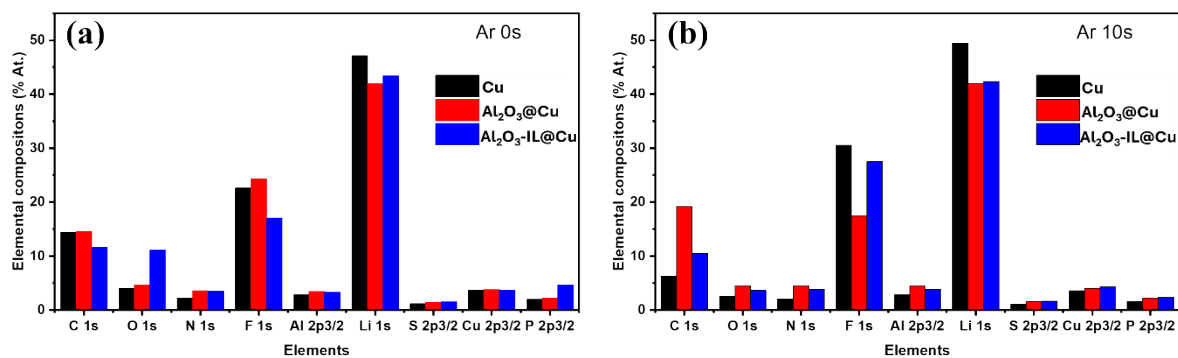 (a)
Ar 0s
Cu
Al₂O₃@Cu
Al₂O₃-IL@Cu
Elemental compositons (% At.)
50
40
30
20
10
0
C 1s O 1s N 1s F 1s Al 2p3/2 Li 1s S 2p3/2 Cu 2p3/2 P 2p3/2
Elements
(b)
Ar 10s
Cu
Al₂O₃@Cu
Al₂O₃-IL@Cu
Elemental compositons (% At.)
50
40
30
20
10
0
C 1s O 1s N 1s F 1s Al 2p3/2 Li 1s S 2p3/2 Cu 2p3/2 P 2p3/2
Elements